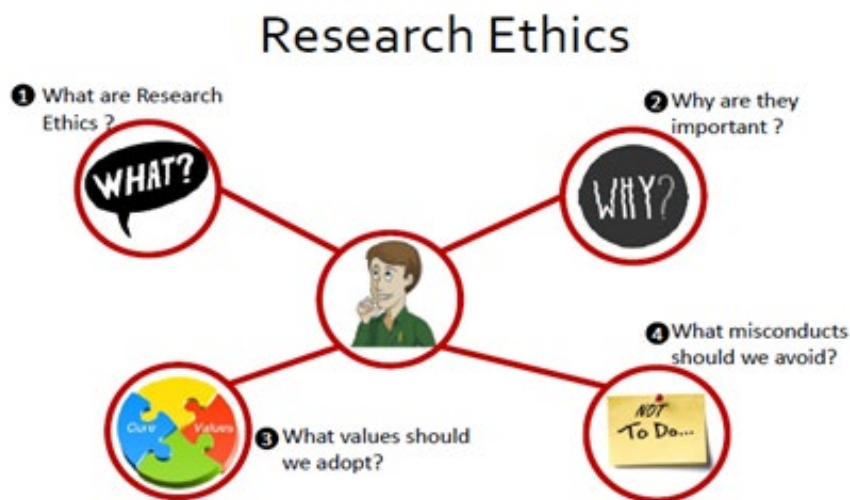 Research Ethics
❶ What are Research
Ethics ?
WHAT?
❷ Why are they
important ?
WHY?
❸ What values should
we adopt?
Core Values
❹ What misconducts
should we avoid?
NOT
To Do...